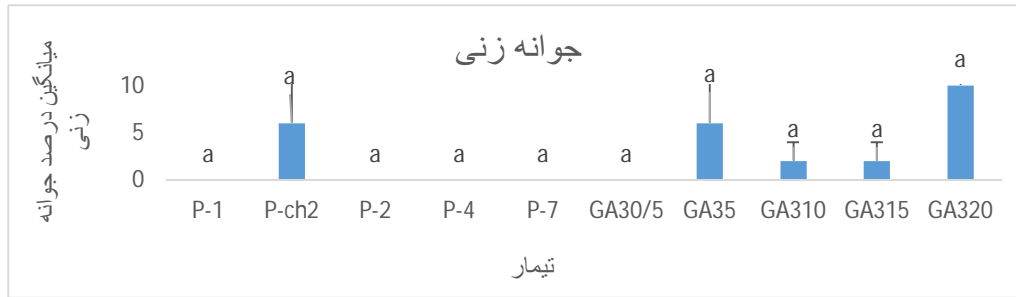 جوانه زنی
میانگین درصد جوانه
زنی
10
5
0
a a a a a a a a a a
P-1 P-ch2 P-2 P-4 P-7 GA30/5 GA35 GA310 GA315 GA320
تیمار